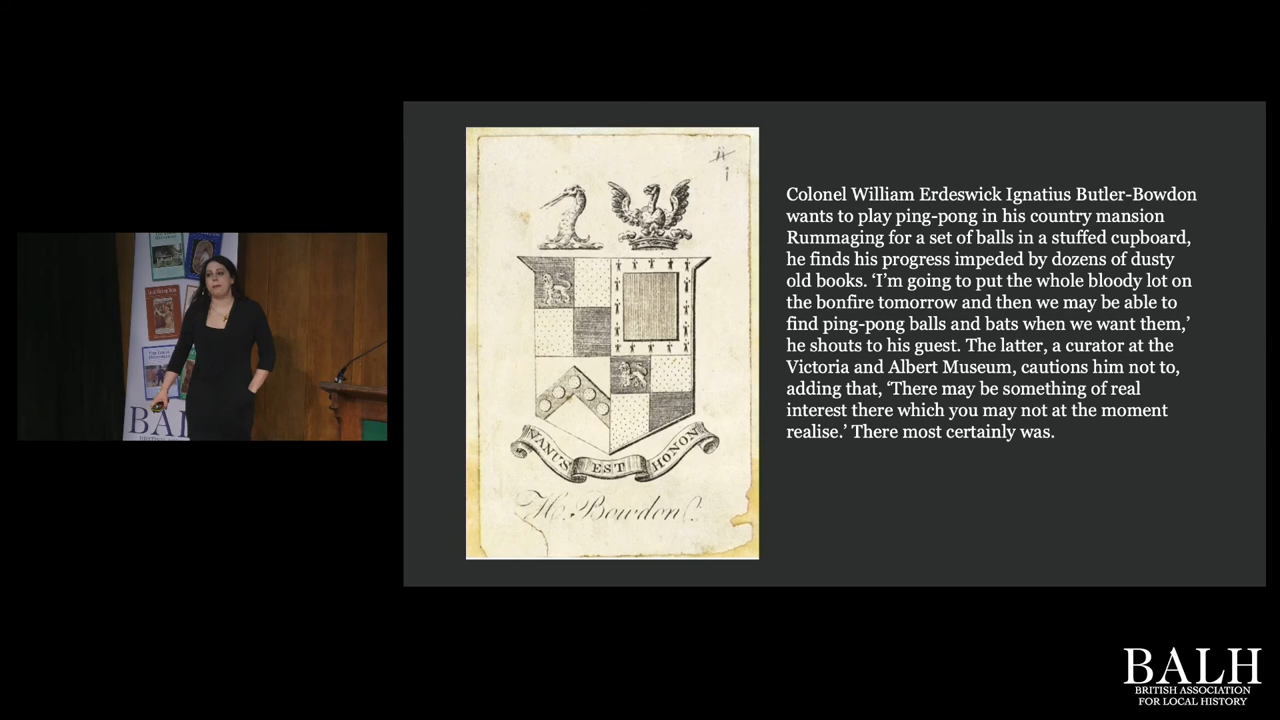 Colonel William Erdeswick Ignatius Butler-Bowdon
wants to play ping-pong in his country mansion
Rummaging for a set of balls in a stuffed cupboard,
he finds his progress impeded by dozens of dusty
old books. ‘I’m going to put the whole bloody lot on
the bonfire tomorrow and then we may be able to
find ping-pong balls and bats when we want them,’
he shouts to his guest. The latter, a curator at the
Victoria and Albert Museum, cautions him not to,
adding that, ‘There may be something of real
interest there which you may not at the moment
realise.’ There most certainly was.
VANUS EST HONON
H. Bowdon
BAL
BALH
BRITISH ASSOCIATION
FOR LOCAL HISTORY